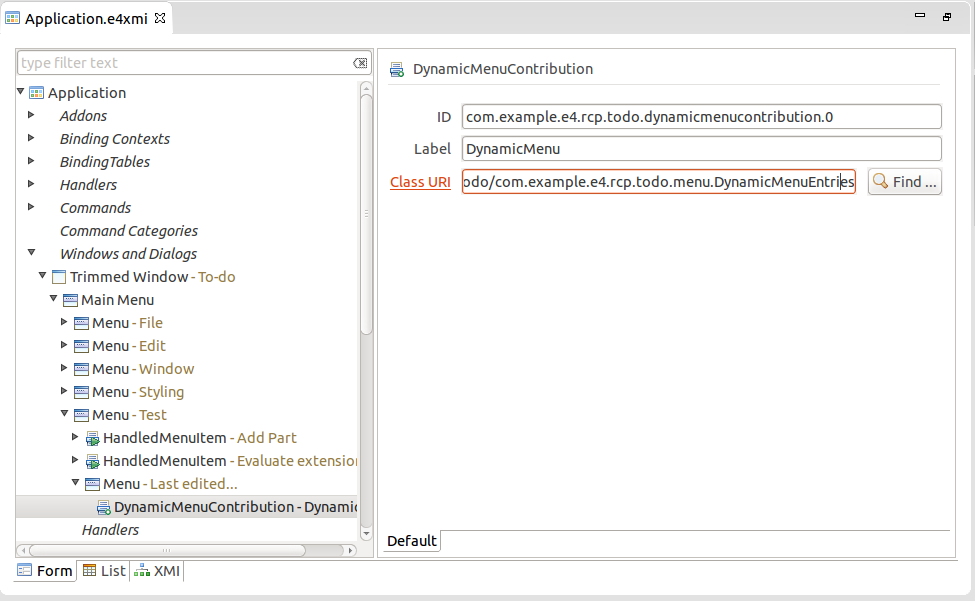 Application.e4xmi
type filter text
Application
Addons
Binding Contexts
BindingTables
Handlers
Commands
Command Categories
Windows and Dialogs
Trimmed Window - To-do
Main Menu
Menu - File
Menu - Edit
Menu - Window
Menu - Styling
Menu - Test
HandledMenuItem - Add Part
HandledMenuItem - Evaluate extension
Menu - Last edited...
DynamicMenuContribution - Dynamic
Handlers
Form
List
XMI
DynamicMenuContribution
ID com.example.e4.rcp.todo.dynamicmenucontribution.0
Label DynamicMenu
Class URI odo/com.example.e4.rcp.todo.menu.DynamicMenuEntries Find ...
Default